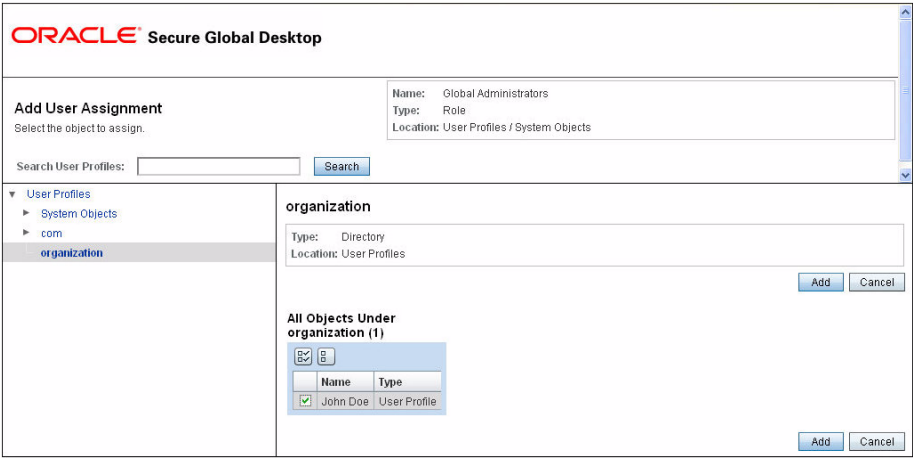 ORACLE Secure Global Desktop
Add User Assignment
Select the object to assign.
Name: Global Administrators
Type: Role
Location: User Profiles / System Objects
Search User Profiles: Search
User Profiles
System Objects
com
organization
organization
Type: Directory
Location: User Profiles
Add Cancel
All Objects Under
organization (1)
Name Type
John Doe User Profile
Add Cancel